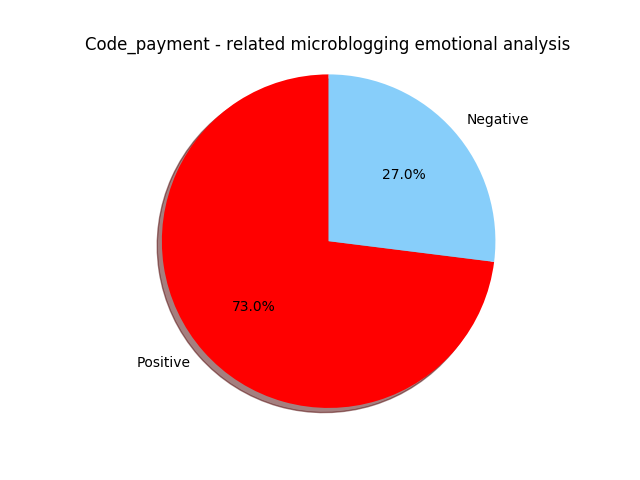 Code_payment - related microblogging emotional analysis
Negative
27.0%
73.0%
Positive